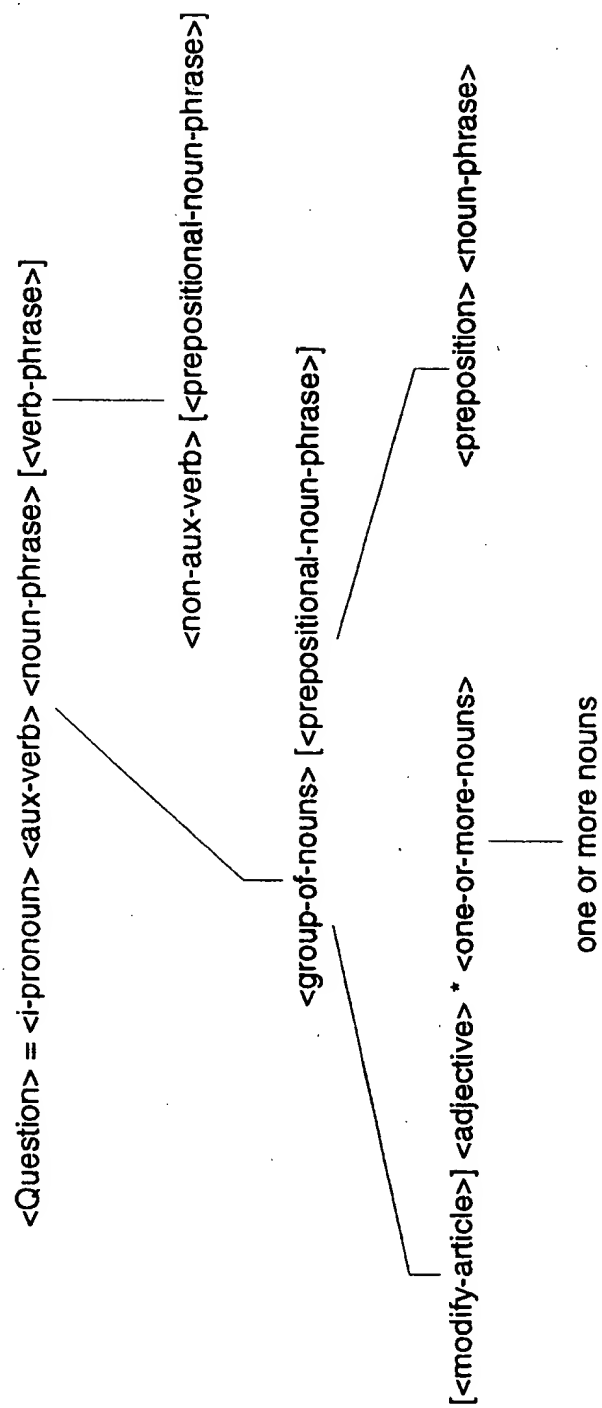 <Question> = <i-pronoun> <aux-verb> <noun-phrase> [<verb-phrase>]
<non-aux-verb> [<prepositional-noun-phrase>]
<group-of-nouns> [<prepositional-noun-phrase>]
[<modify-article>] <adjective> * <one-or-more-nouns>
<preposition> <noun-phrase>
one or more nouns